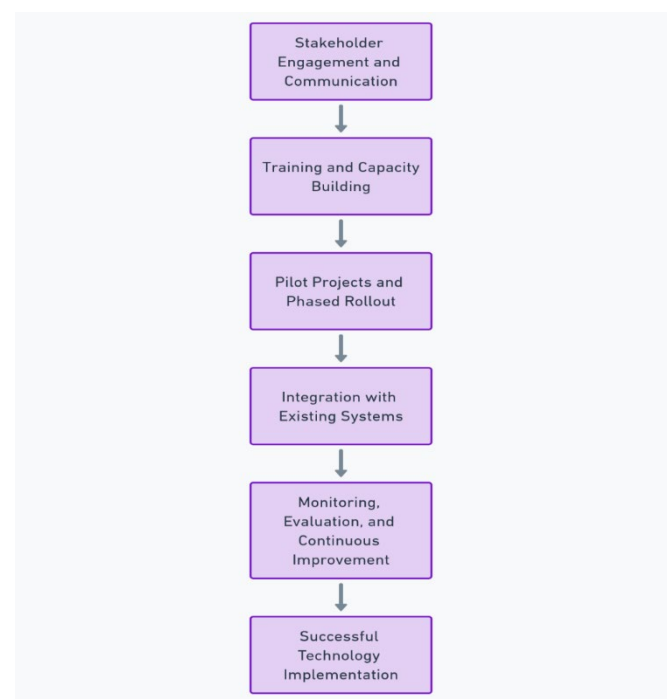 Stakeholder
Engagement and
Communication
Training and Capacity
Building
Pilot Projects and
Phased Rollout
Integration with
Existing Systems
Monitoring,
Evaluation, and
Continuous
Improvement
Successful
Technology
Implementation